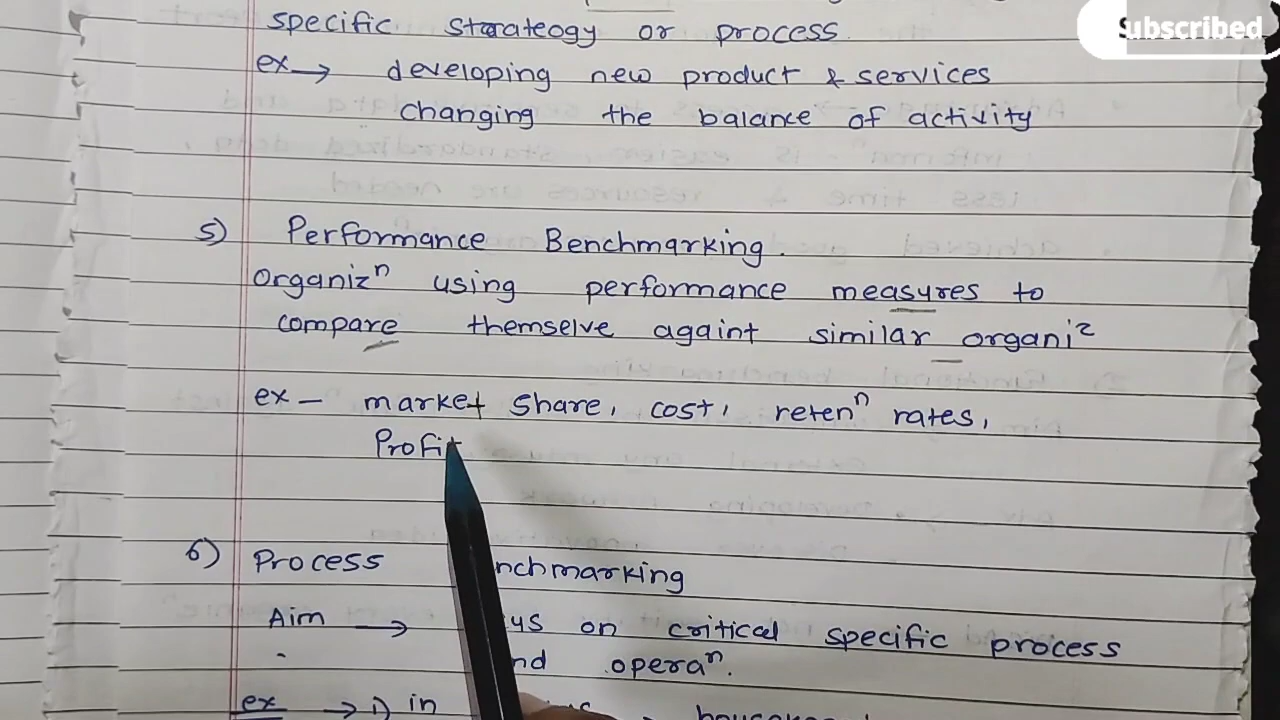 specific strateogy or process.
ex → developing new product & services
changing the balance of activity
5) Performance Benchmarking.
organizⁿ using performance measures to
compare themselve againt similar organiz
ex – market share, cost, retenⁿ rates,
Profit
6) Process nchmarking
Aim → us on critical specific process
nd operaⁿ.
ex → 1) in
Subscribed